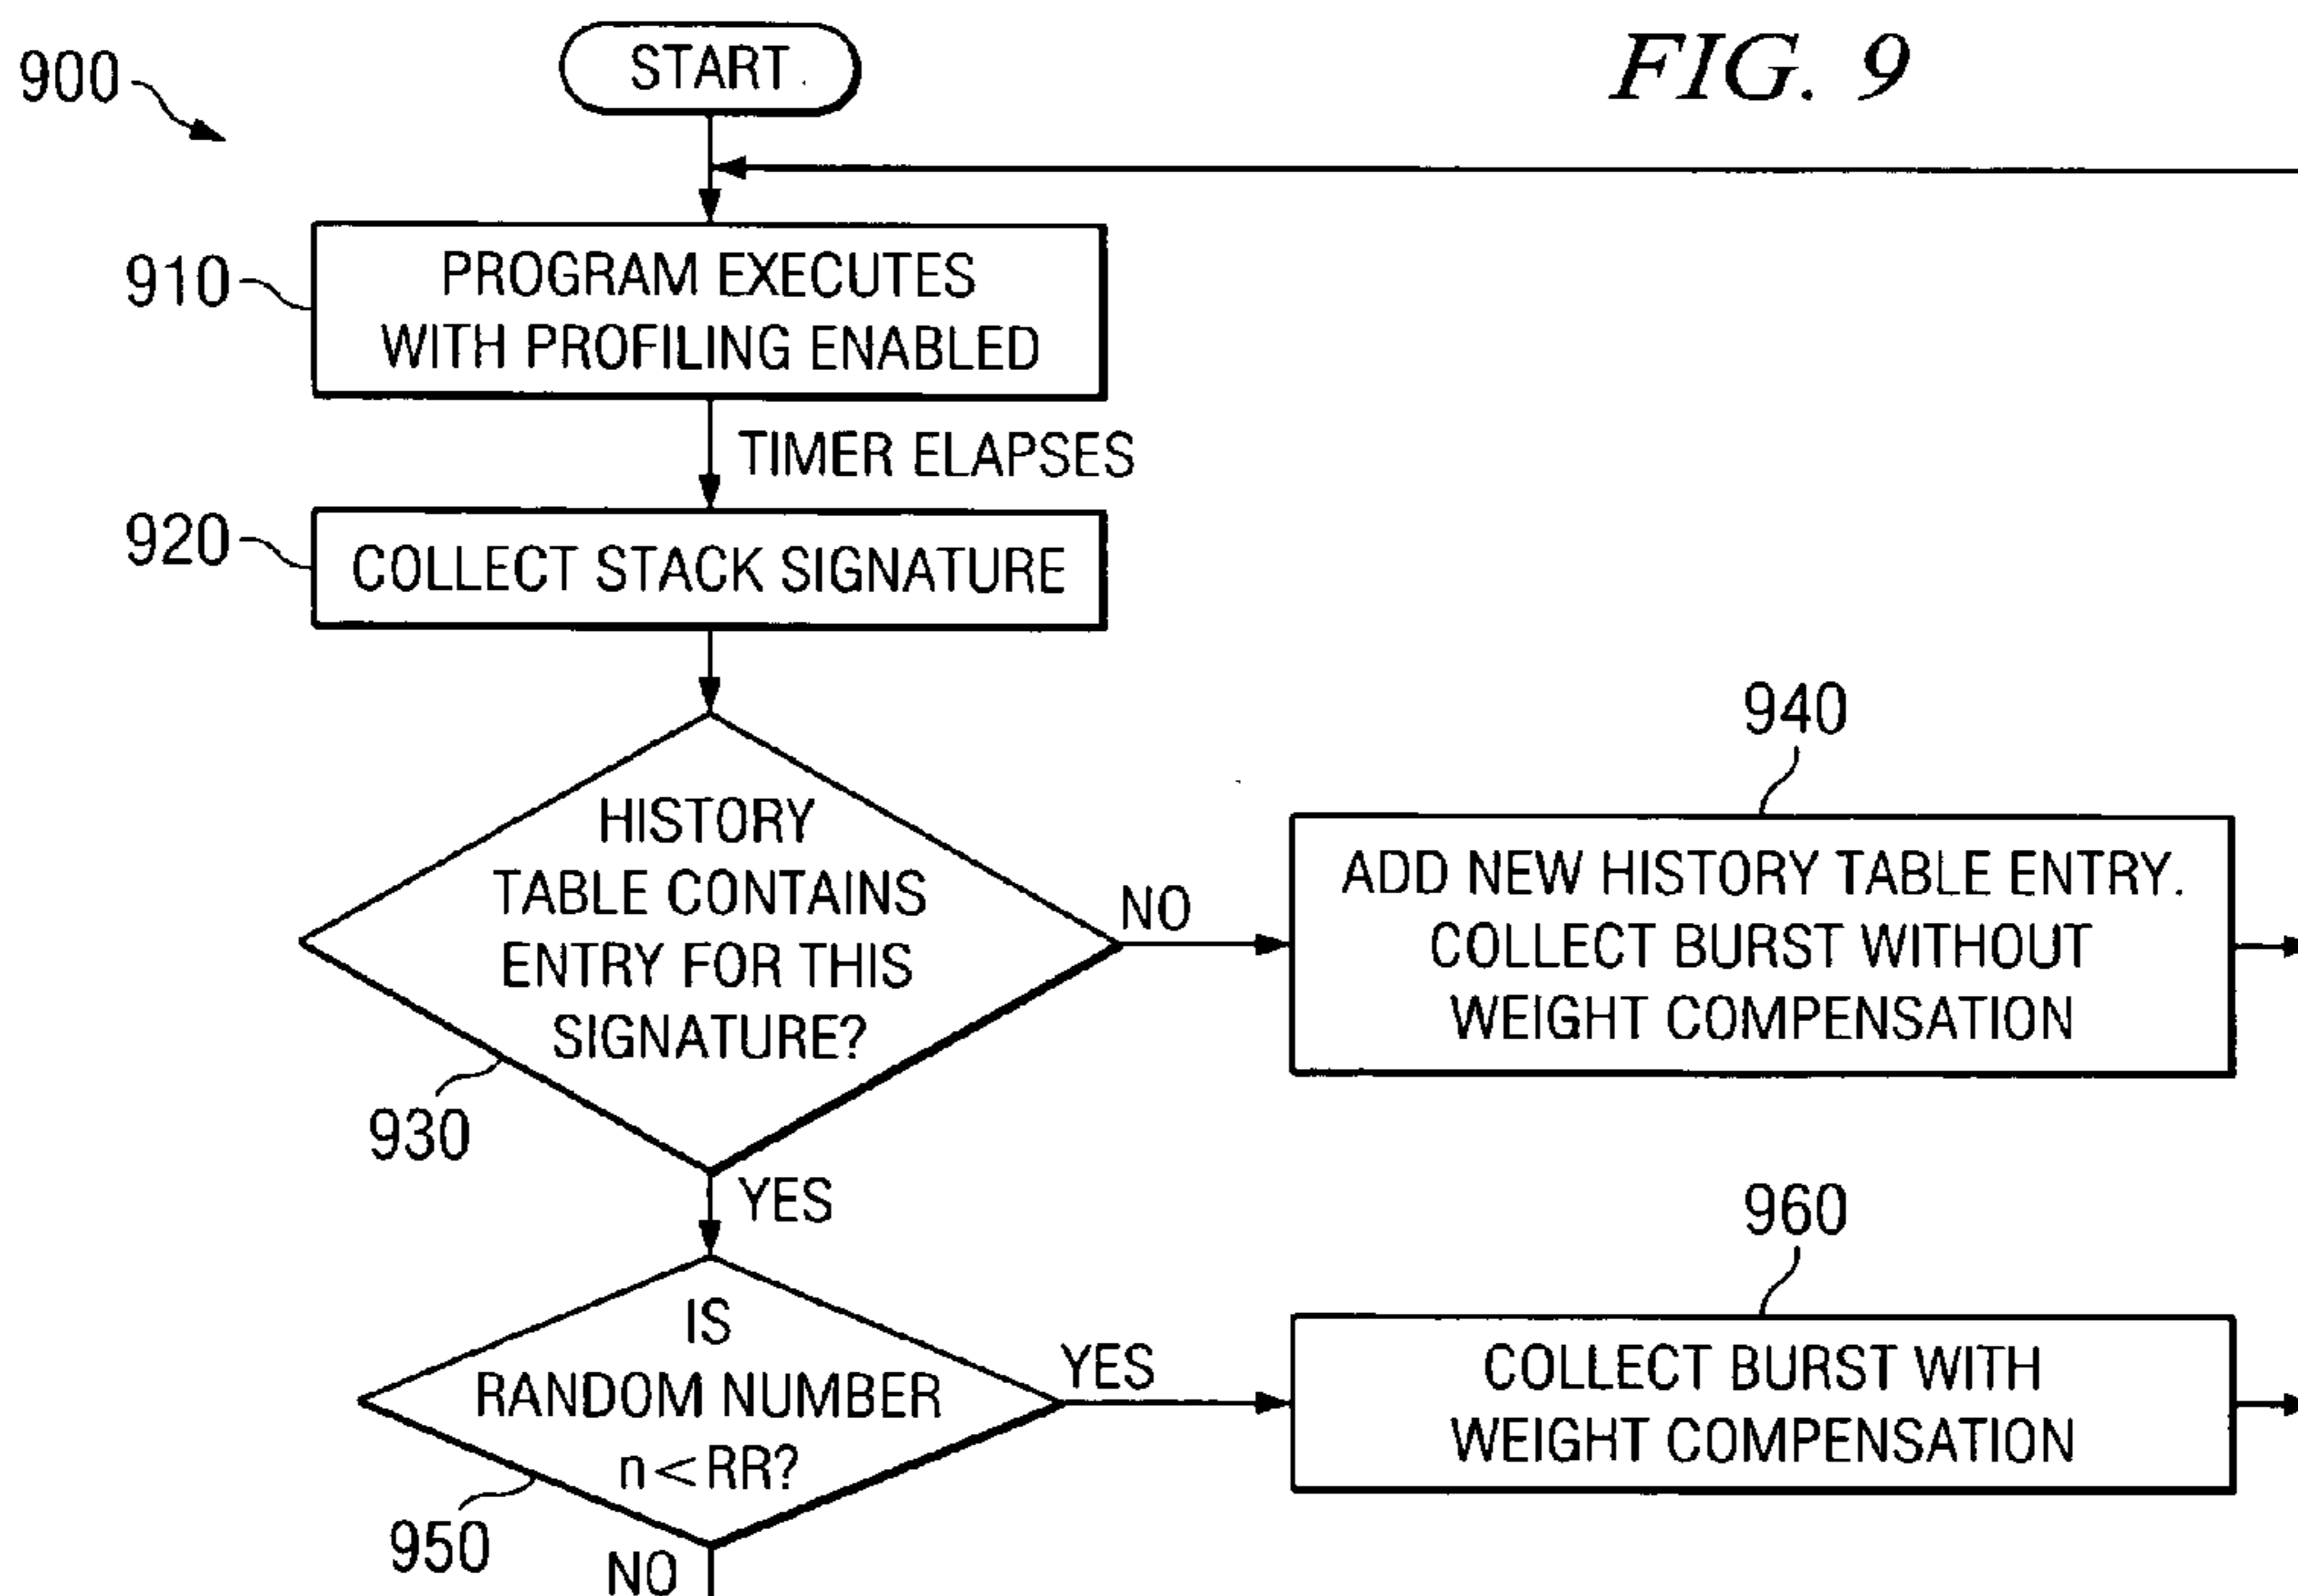 FIG. 9
900
START
910
PROGRAM EXECUTES
WITH PROFILING ENABLED
TIMER ELAPSES
920
COLLECT STACK SIGNATURE
930
HISTORY
TABLE CONTAINS
ENTRY FOR THIS
SIGNATURE?
NO
940
ADD NEW HISTORY TABLE ENTRY.
COLLECT BURST WITHOUT
WEIGHT COMPENSATION
YES
950
IS
RANDOM NUMBER
n<RR?
YES
960
COLLECT BURST WITH
WEIGHT COMPENSATION
NO